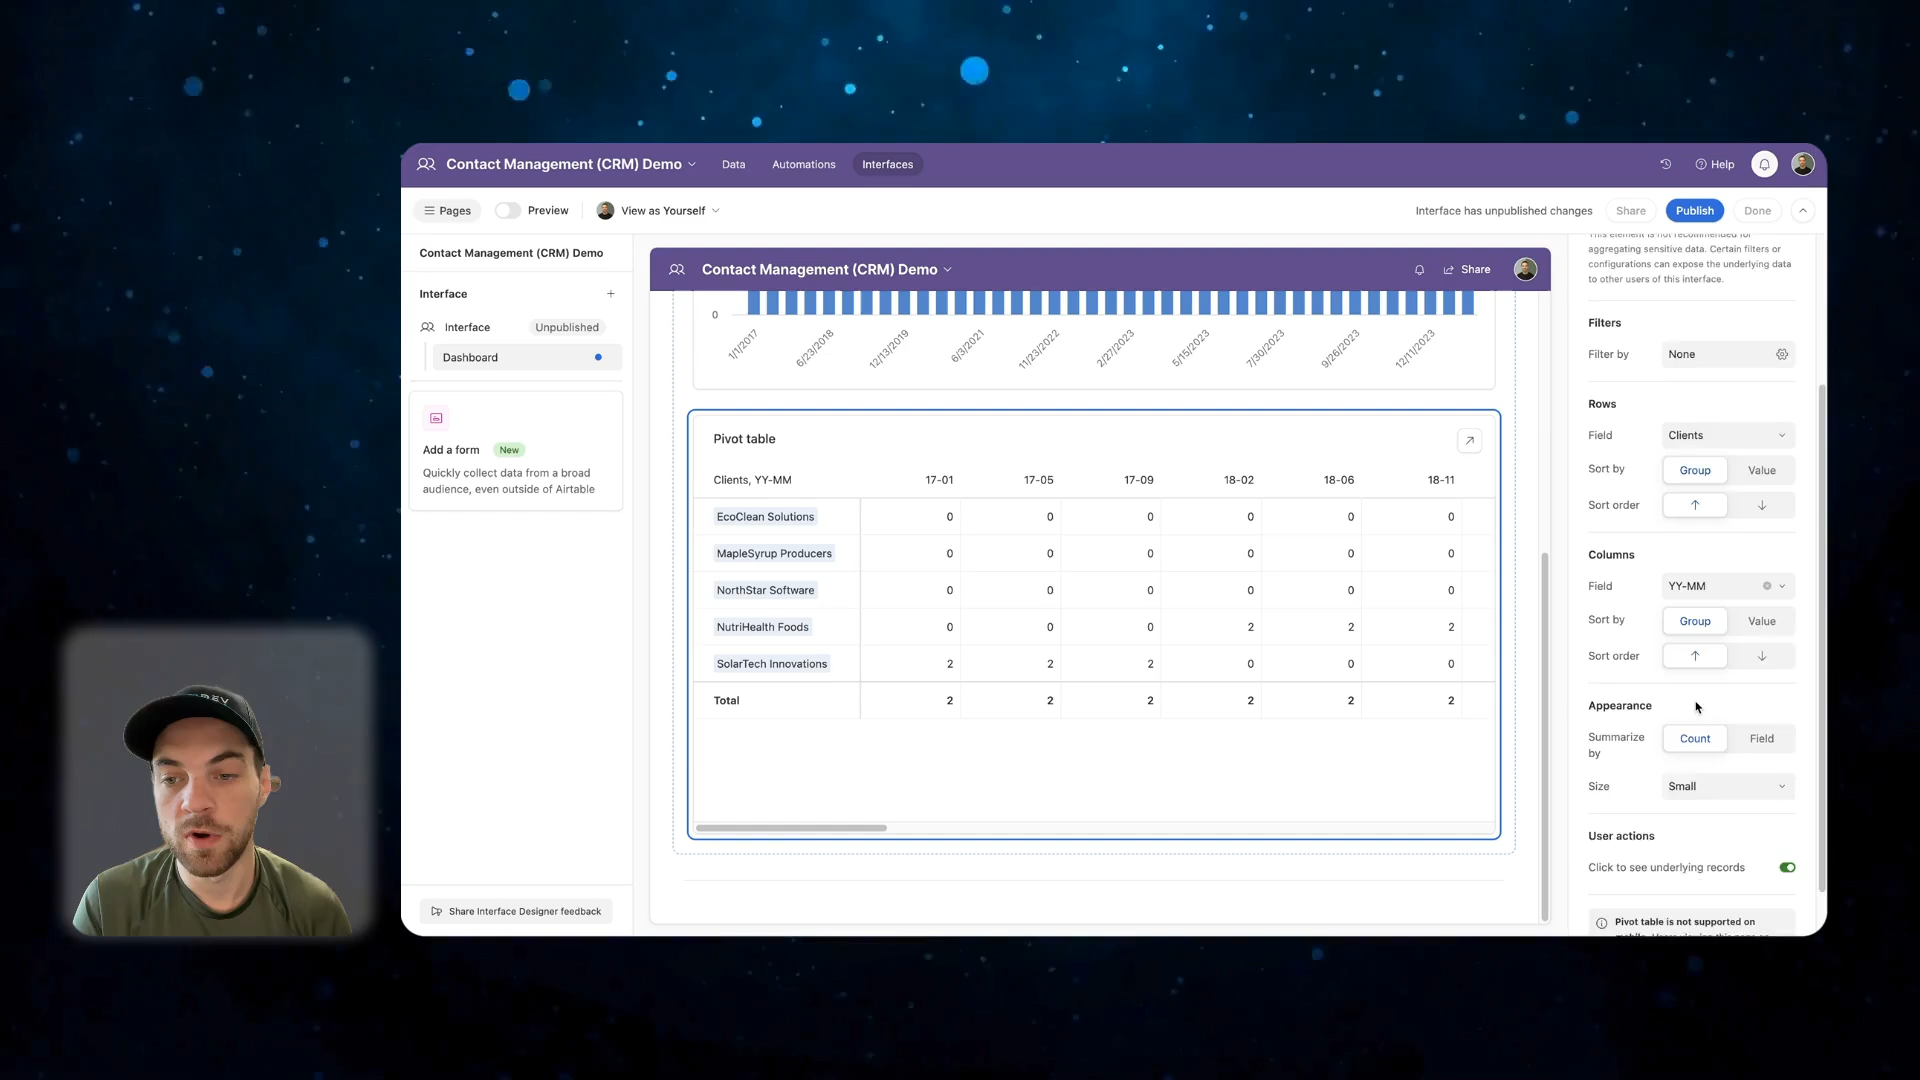 Contact Management (CRM) Demo
Data
Automations
Interfaces
Help
Pages
Preview
View as Yourself
Interface has unpublished changes
Share
Publish
Done
Contact Management (CRM) Demo
Interface
Interface
Unpublished
Dashboard
Add a form
New
Quickly collect data from a broad
audience, even outside of Airtable
Share Interface Designer feedback
Contact Management (CRM) Demo
Share
0
1/1/2017
6/23/2018
12/13/2019
6/3/2021
11/23/2022
2/27/2023
5/15/2023
7/30/2023
9/26/2023
12/11/2023
Pivot table
Clients, YY-MM 17-01 17-05 17-09 18-02 18-06 18-11
EcoClean Solutions 0 0 0 0 0 0
MapleSyrup Producers 0 0 0 0 0 0
NorthStar Software 0 0 0 0 0 0
NutriHealth Foods 0 0 0 2 2 2
SolarTech Innovations 2 2 2 0 0 0
Total 2 2 2 2 2 2
This element is not recommended for
aggregating sensitive data. Certain filters or
configurations can expose the underlying data
to other users of this interface.
Filters
Filter by None
Rows
Field Clients
Sort by Group Value
Sort order
Columns
Field YY-MM
Sort by Group Value
Sort order
Appearance
Summarize
by
Count Field
Size Small
User actions
Click to see underlying records
Pivot table is not supported on